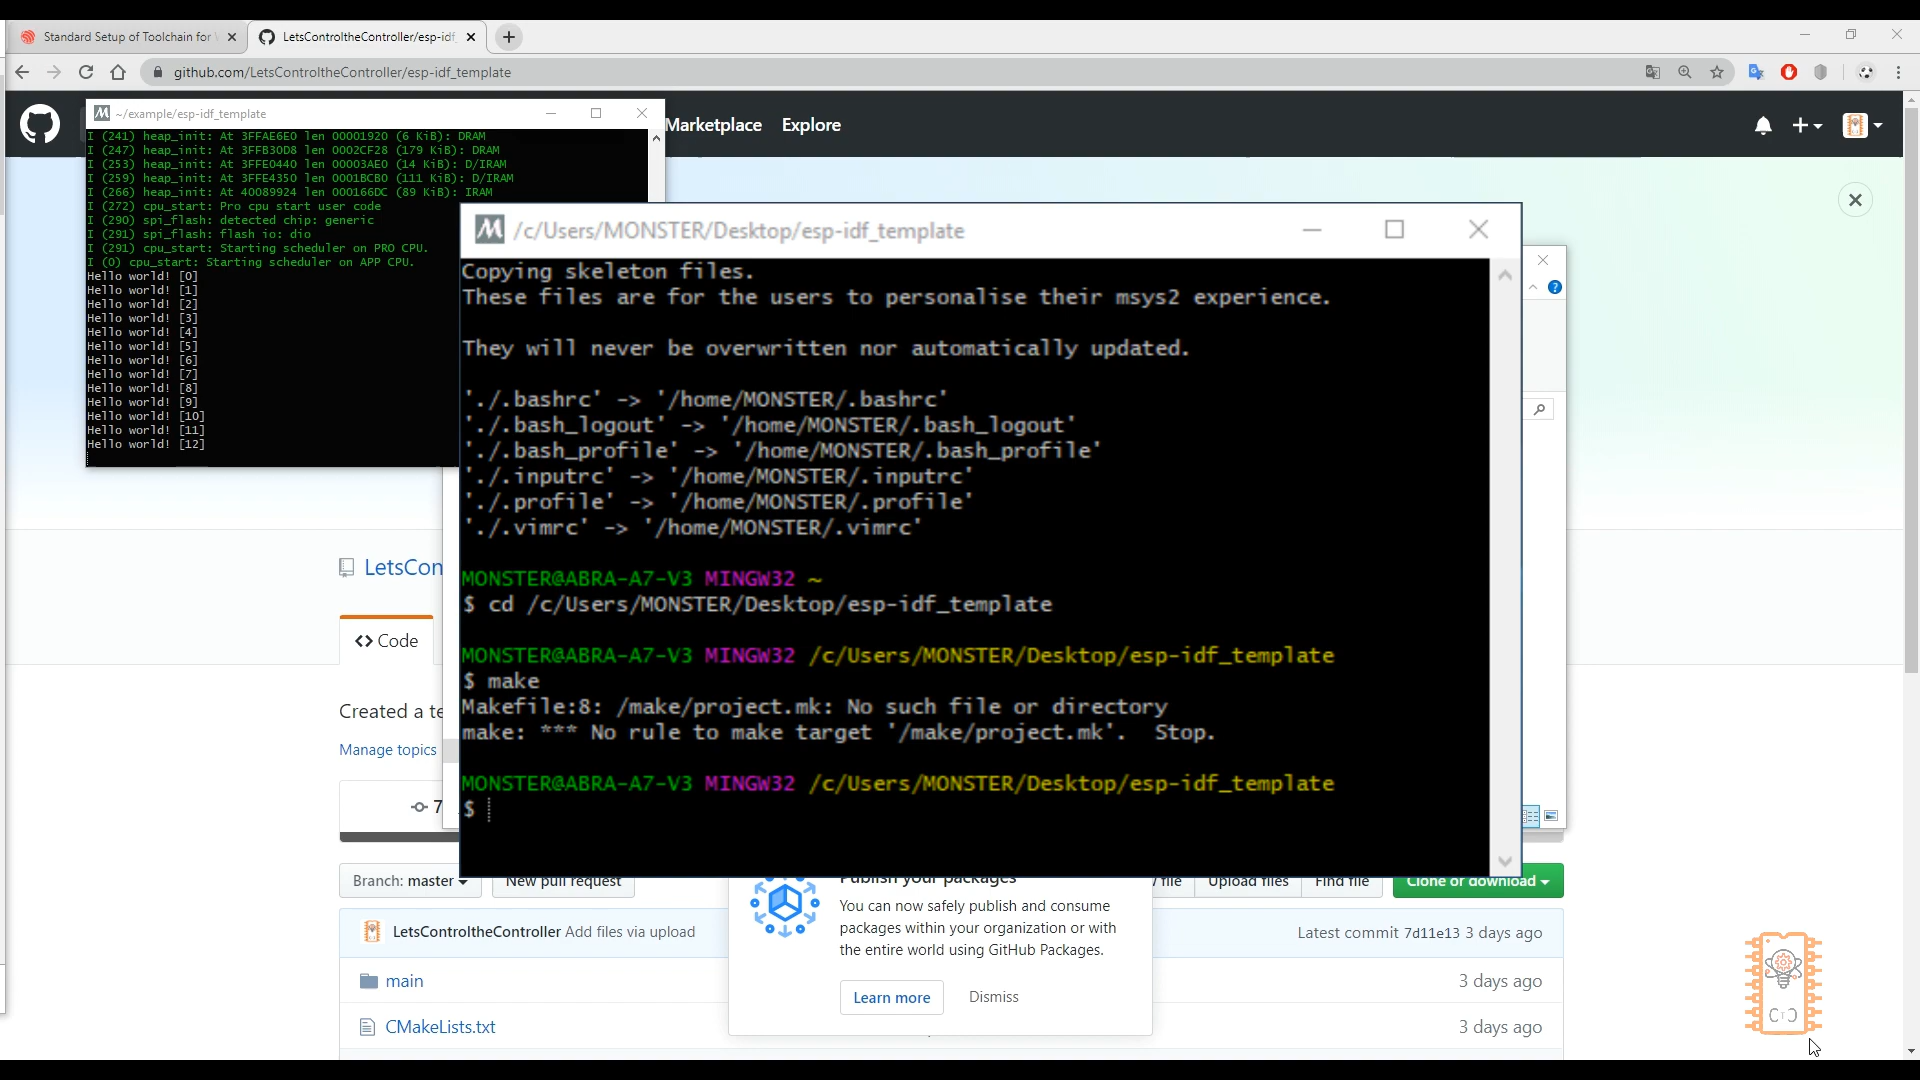 Standard Setup of Toolchain for
LetsControltheController/esp-idf
github.com/LetsControltheController/esp-idf_template
Marketplace Explore
~/example/esp-idf_template
I (241) heap_init: At 3FFAE6E0 len 00001920 (6 KiB): DRAM
I (247) heap_init: At 3FFB30D8 len 0002CF28 (179 KiB): DRAM
I (253) heap_init: At 3FFE0440 len 00003AE0 (14 KiB): D/IRAM
I (259) heap_init: At 3FFE4350 len 0001BCB0 (111 KiB): D/IRAM
I (266) heap_init: At 40089924 len 000166DC (89 KiB): IRAM
I (272) cpu_start: Pro cpu start user code
I (290) spi_flash: detected chip: generic
I (291) spi_flash: flash io: dio
I (291) cpu_start: Starting scheduler on PRO CPU.
I (0) cpu_start: Starting scheduler on APP CPU.
Hello world! [0]
Hello world! [1]
Hello world! [2]
Hello world! [3]
Hello world! [4]
Hello world! [5]
Hello world! [6]
Hello world! [7]
Hello world! [8]
Hello world! [9]
Hello world! [10]
Hello world! [11]
Hello world! [12]
/c/Users/MONSTER/Desktop/esp-idf_template
Copying skeleton files.
These files are for the users to personalise their msys2 experience.
They will never be overwritten nor automatically updated.
'./.bashrc' -> '/home/MONSTER/.bashrc'
'./.bash_logout' -> '/home/MONSTER/.bash_logout'
'./.bash_profile' -> '/home/MONSTER/.bash_profile'
'./.inputrc' -> '/home/MONSTER/.inputrc'
'./.profile' -> '/home/MONSTER/.profile'
'./.vimrc' -> '/home/MONSTER/.vimrc'
MONSTER@ABRA-A7-V3 MINGW32 ~
$ cd /c/Users/MONSTER/Desktop/esp-idf_template
MONSTER@ABRA-A7-V3 MINGW32 /c/Users/MONSTER/Desktop/esp-idf_template
$ make
Makefile:8: /make/project.mk: No such file or directory
make: *** No rule to make target '/make/project.mk'.  Stop.
MONSTER@ABRA-A7-V3 MINGW32 /c/Users/MONSTER/Desktop/esp-idf_template
$
LetsCon
<> Code
Created a te
Manage topics
7
Branch: master
New pull request
Upload files
Find file
Clone or download
Publish your packages
You can now safely publish and consume
packages within your organization or with
the entire world using GitHub Packages.
Learn more
Dismiss
LetsControltheController Add files via upload
Latest commit 7d11e13 3 days ago
main
3 days ago
CMakeLists.txt
3 days ago
CTC